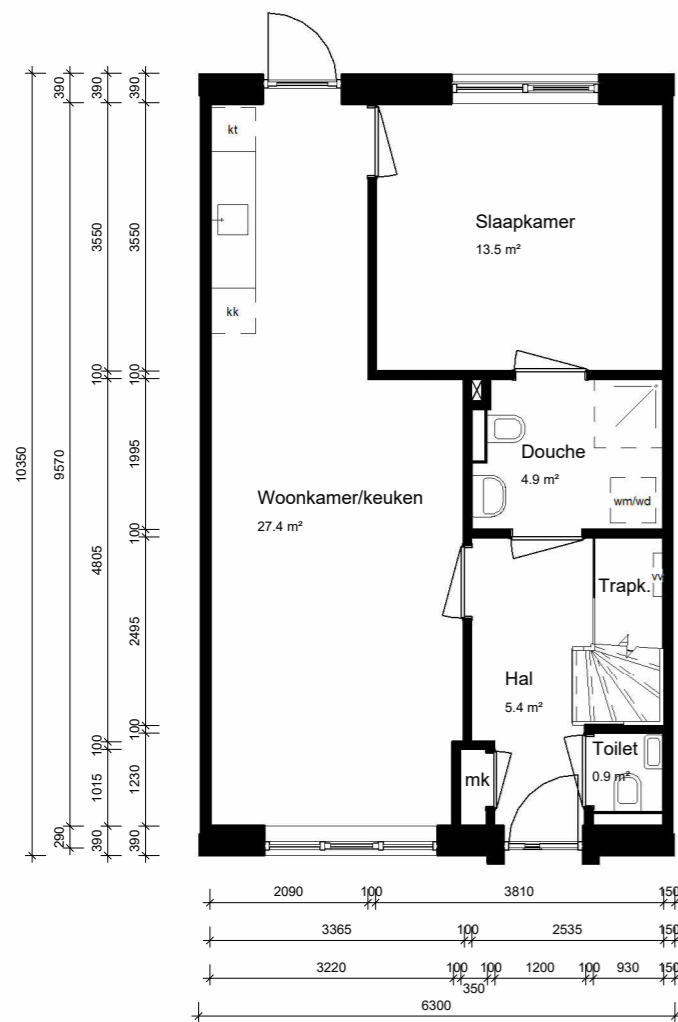 kt
Slaapkamer
13.5 m²
kk
Douche
4.9 m²
wm/wd
Woonkamer/keuken
27.4 m²
Trapk.
Hal
5.4 m²
Toilet
0.9 m²
mk
10350
390
9570
290
390
3550
100
4805
100
1015
390
390
3550
100
1995
100
2495
100
1230
390
2090 100 3810 150
3365 100 2535 150
3220 100 350 100 1200 100 930 150
6300